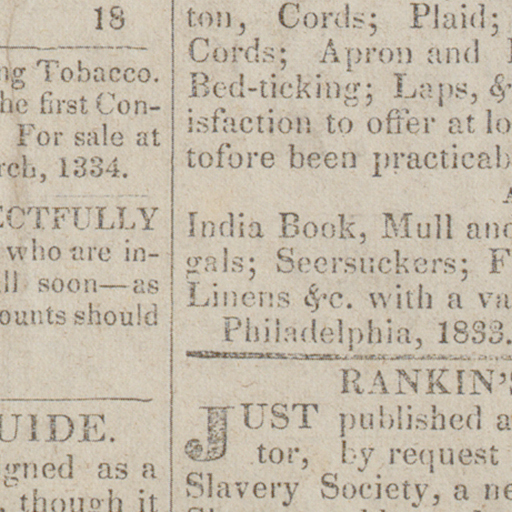 18
ng Tobacco.
he first Con-
For sale at
rch, 1334.
ECTFULLY
who are in-
ll soon—as
ounts should
UIDE.
gned as a
, though it
ton, Cords; Plaid;
Cords; Apron and
Bed-ticking; Laps, &
isfaction to offer at lo
tofore been practicab
India Book, Mull and
gals; Seersuckers; F
Linens &c. with a va
Philadelphia, 1833.
RANKIN'S
JUST published a
tor, by request
Slavery Society, a ne